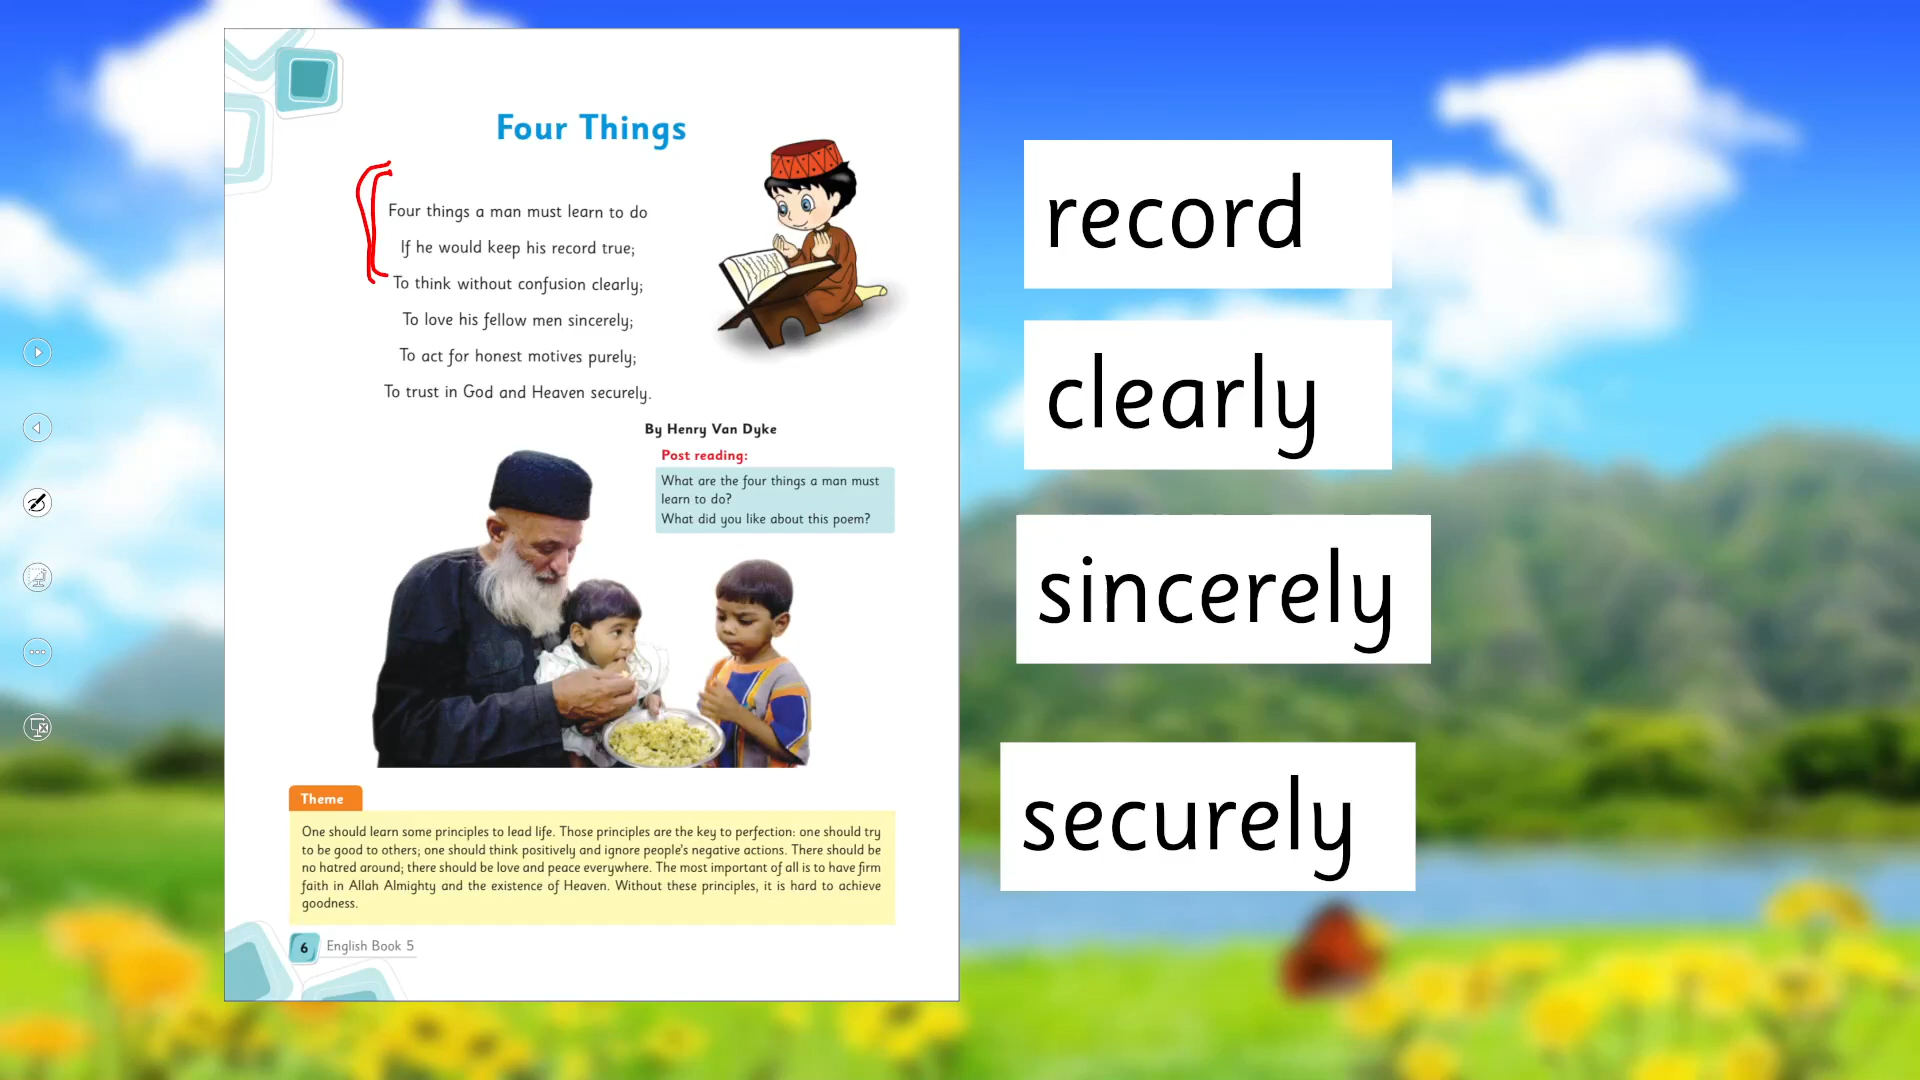 Four Things
Four things a man must learn to do
If he would keep his record true;
To think without confusion clearly;
To love his fellow men sincerely;
To act for honest motives purely;
To trust in God and Heaven securely.
By Henry Van Dyke
Post reading:
What are the four things a man must
learn to do?
What did you like about this poem?
Theme
One should learn some principles to lead life. Those principles are the key to perfection: one should try
to be good to others; one should think positively and ignore people's negative actions. There should be
no hatred around; there should be love and peace everywhere. The most important of all is to have firm
faith in Allah Almighty and the existence of Heaven. Without these principles, it is hard to achieve
goodness.
6 English Book 5
record
clearly
sincerely
securely